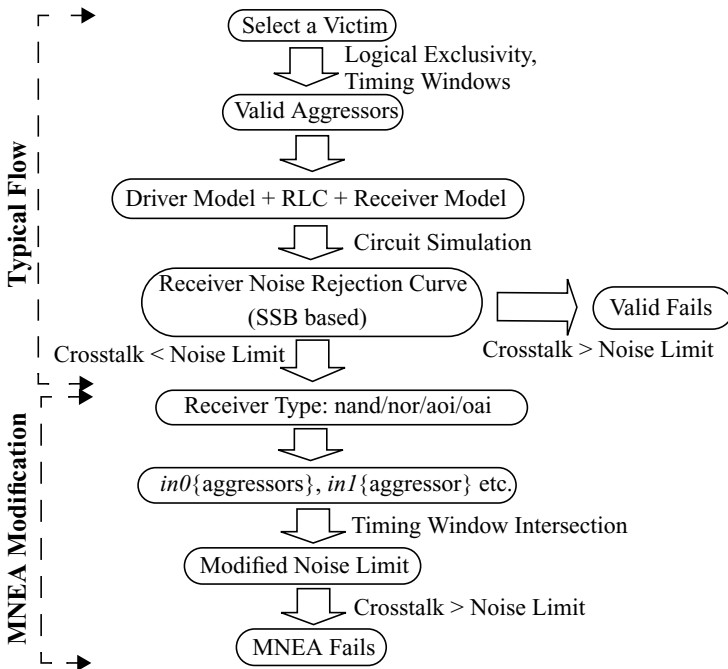 Select a Victim
Logical Exclusivity,
Timing Windows
Valid Aggressors
Driver Model + RLC + Receiver Model
Circuit Simulation
Receiver Noise Rejection Curve
(SSB based)
Valid Fails
Crosstalk < Noise Limit
Crosstalk > Noise Limit
Typical Flow
Receiver Type: nand/nor/aoi/oai
in0{aggressors}, in1{aggressor} etc.
Timing Window Intersection
Modified Noise Limit
Crosstalk > Noise Limit
MNEA Fails
MNEA Modification